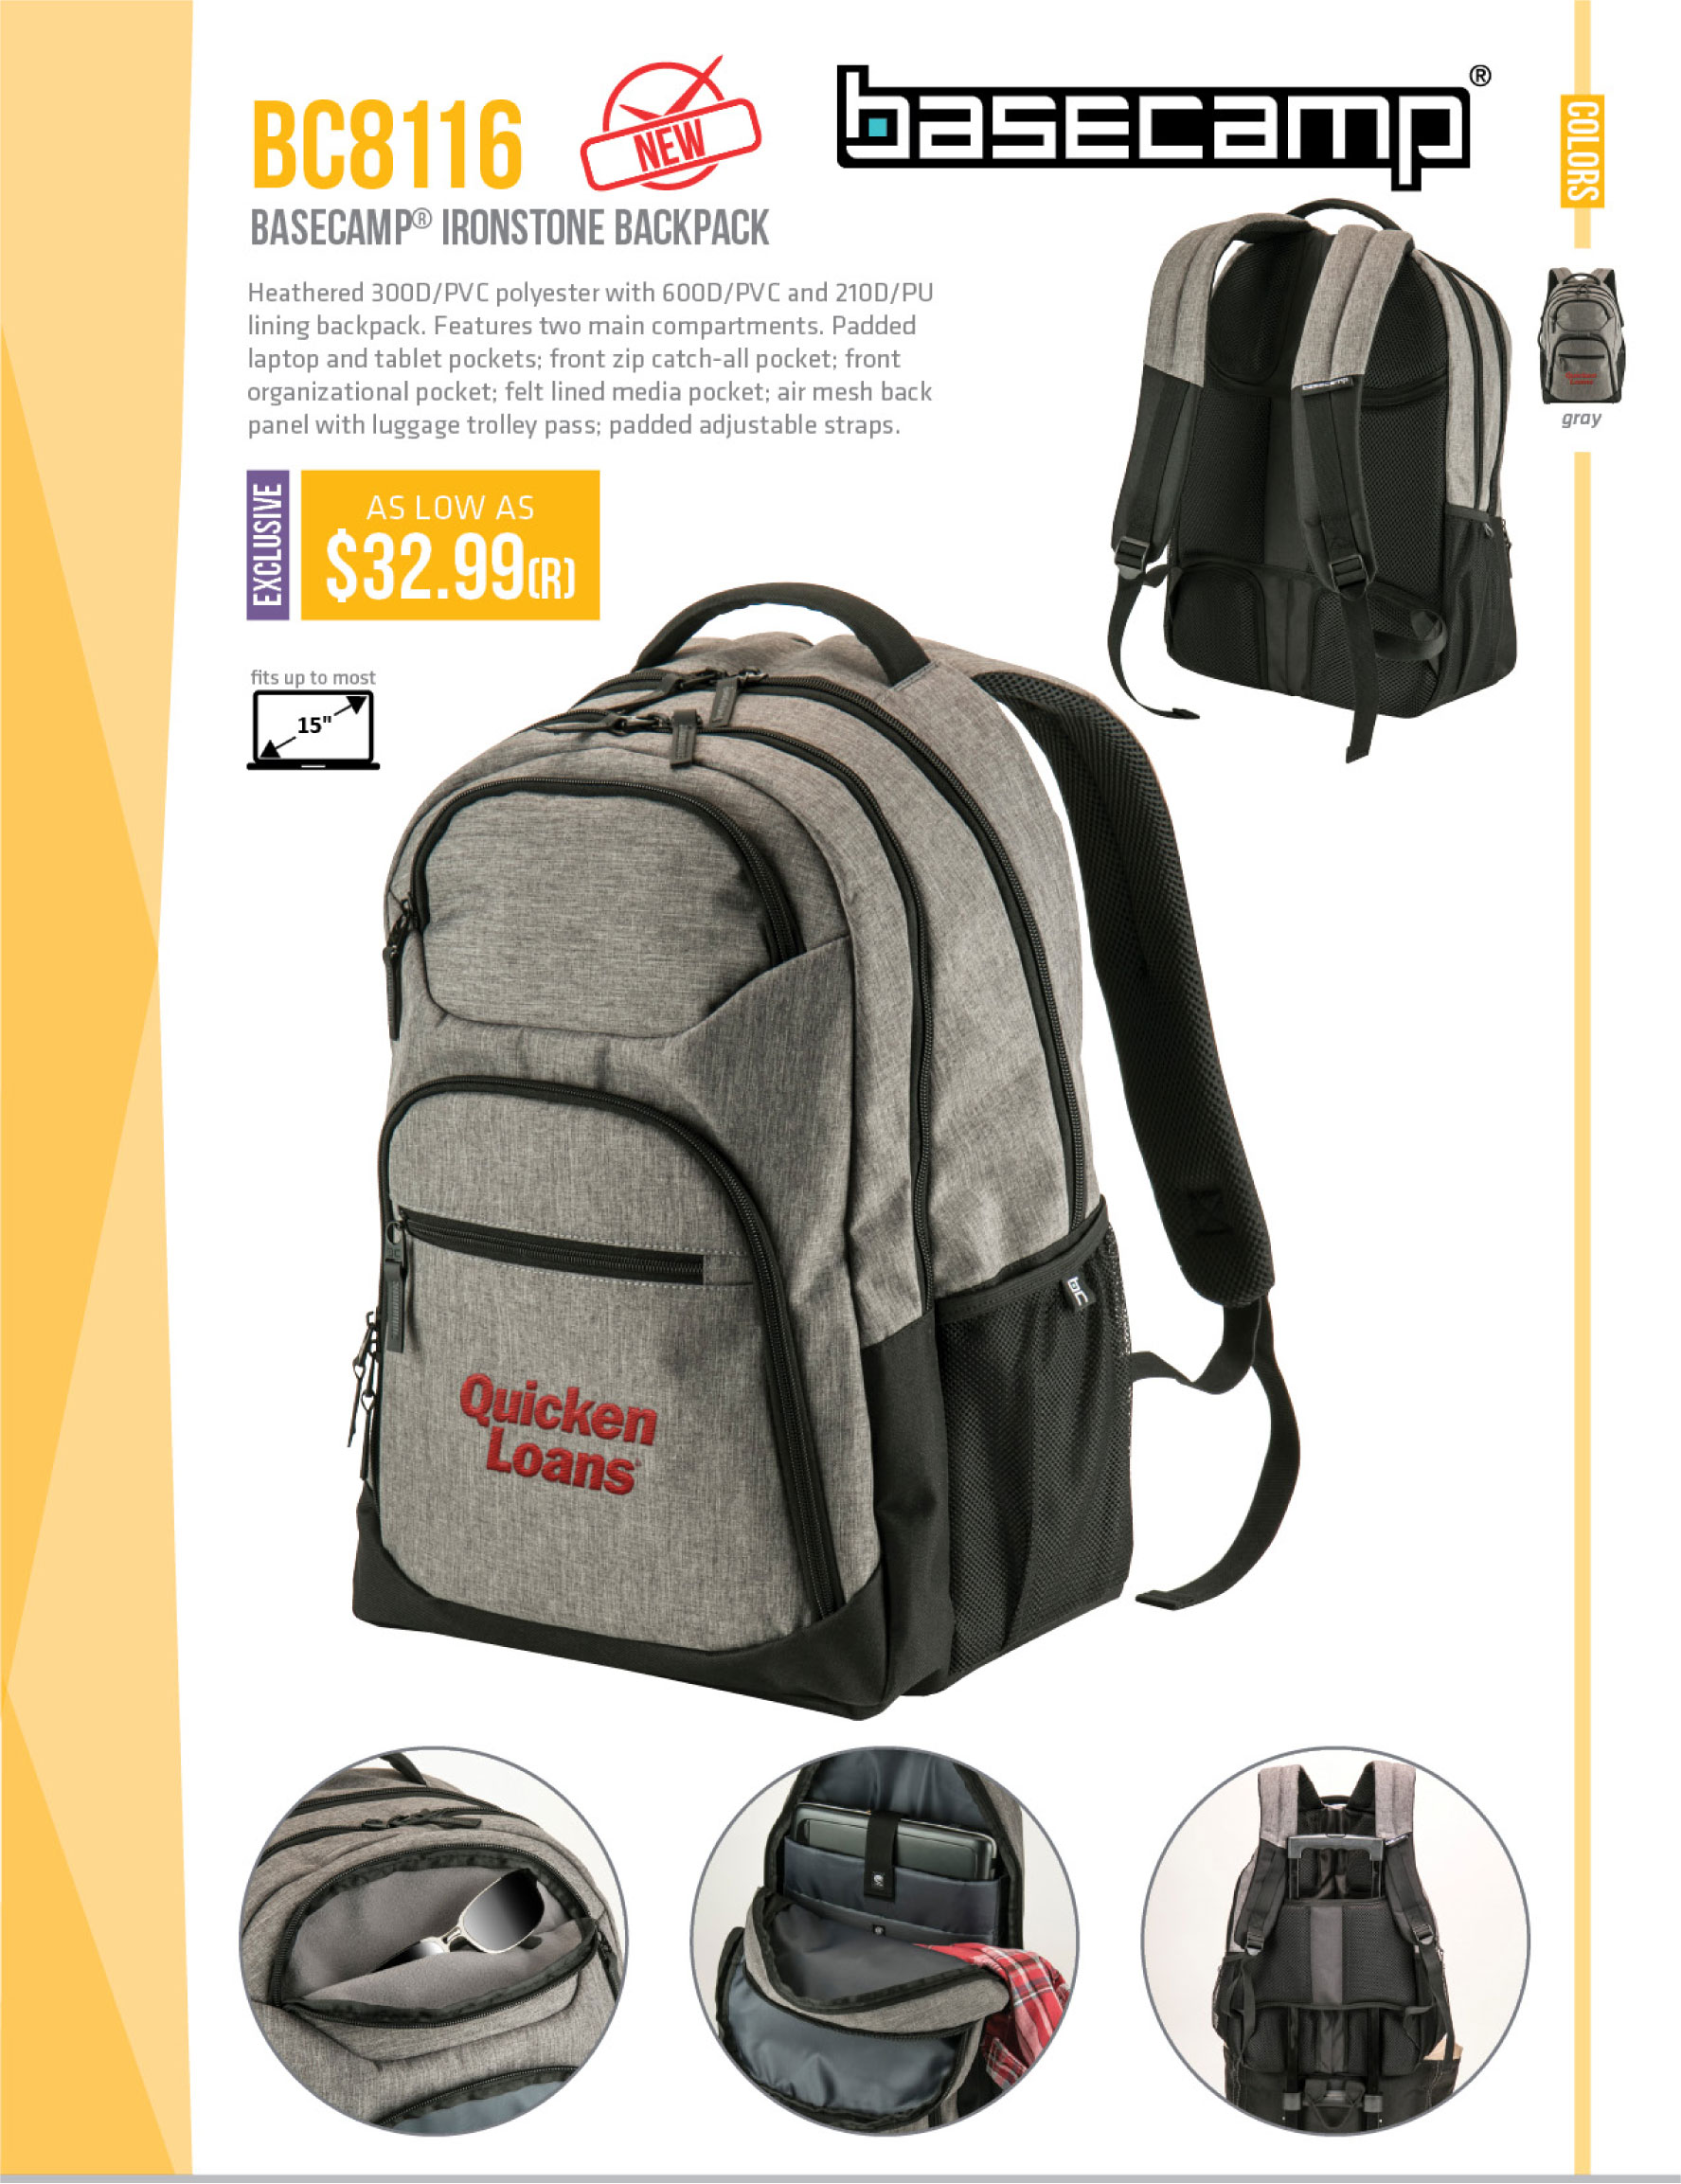 BC8116
NEW
basecamp®
COLORS
BASECAMP® IRONSTONE BACKPACK
Heathered 300D/PVC polyester with 600D/PVC and 210D/PU
lining backpack. Features two main compartments. Padded
laptop and tablet pockets; front zip catch-all pocket; front
organizational pocket; felt lined media pocket; air mesh back
panel with luggage trolley pass; padded adjustable straps.
gray
EXCLUSIVE
AS LOW AS
$32.99(R)
fits up to most
15"
basecamp
bc
Quicken
Loans